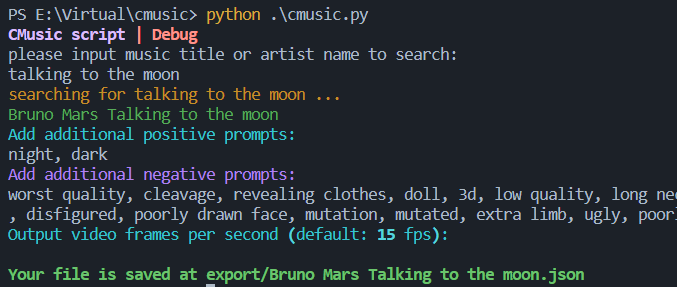 PS E:\Virtual\cmusic> python .\cmusic.py
CMusic script | Debug
please input music title or artist name to search:
talking to the moon
searching for talking to the moon ...
Bruno Mars Talking to the moon
Add additional positive prompts:
night, dark
Add additional negative prompts:
worst quality, cleavage, revealing clothes, doll, 3d, low quality, long
, disfigured, poorly drawn face, mutation, mutated, extra limb, ugly,
Output video frames per second (default: 15 fps):
Your file is saved at export/Bruno Mars Talking to the moon.json